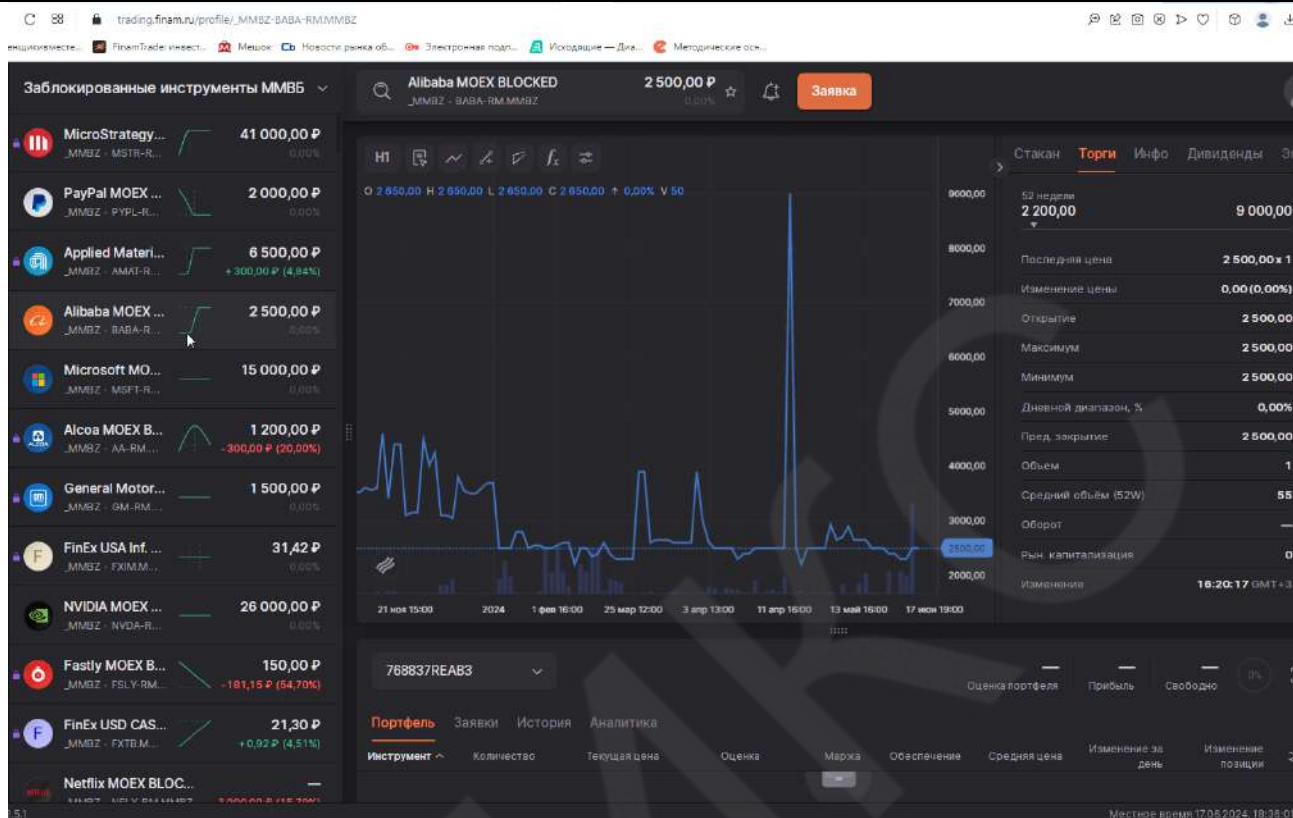 trading.finam.ru/profile/_MMBZ-BABA-RM.MMBZ
FinamTrade: инвест... Мешок Новости рынка об... Электронная подп... Исходящие — Диа... Методические осн...
Заблокированные инструменты ММВБ
Alibaba MOEX BLOCKED
_MMBZ - BABA-RM.MMBZ
2 500,00 ₽
0,00%
Заявка
MicroStrategy...
41 000,00 ₽
_MMBZ - MSTR-R...
0,00%
PayPal MOEX ...
2 000,00 ₽
_MMBZ - PYPL-R...
0,00%
Applied Materi...
6 500,00 ₽
_MMBZ - AMAT-R...
+300,00 ₽ (4,84%)
Alibaba MOEX ...
2 500,00 ₽
_MMBZ - BABA-R...
0,00%
Microsoft MO...
15 000,00 ₽
_MMBZ - MSFT-R...
0,00%
Alcoa MOEX B...
1 200,00 ₽
_MMBZ - AA-RM....
-300,00 ₽ (20,00%)
General Motor...
1 500,00 ₽
_MMBZ - GM-RM....
0,00%
FinEx USA Inf. ...
31,42 ₽
_MMBZ - FXIM.M...
0,00%
NVIDIA MOEX ...
26 000,00 ₽
_MMBZ - NVDA-R...
0,00%
Fastly MOEX B...
150,00 ₽
_MMBZ - FSLY-RM...
-181,15 ₽ (54,70%)
FinEx USD CAS...
21,30 ₽
_MMBZ - FXTB.M...
+0,92 ₽ (4,51%)
Netflix MOEX BLOC...
—
H1
O 2 650,00 H 2 650,00 L 2 650,00 C 2 650,00 ↑ 0,00% V 50
9000,00
8000,00
7000,00
6000,00
5000,00
4000,00
3000,00
2500,00
2000,00
21 ноя 15:00 2024 1 фев 16:00 25 мар 12:00 3 апр 13:00 11 апр 16:00 13 май 16:00 17 июн 19:00
Стакан Торги Инфо Дивиденды
52 недели
2 200,00 9 000,00
Последняя цена 2 500,00 x 1
Изменение цены 0,00 (0,00%)
Открытие 2 500,00
Максимум 2 500,00
Минимум 2 500,00
Дневной диапазон, % 0,00%
Пред. закрытие 2 500,00
Объем 1
Средний объём (52W) 55
Оборот —
Рын. капитализация 0
Изменения 16:20:17 GMT+3
768837REAB3
— — — 0%
Оценка портфеля Прибыль Свободно
Портфель Заявки История Аналитика
Инструмент Количество Текущая цена Оценка Маржа Обеспечение Средняя цена Изменение за день Изменение позиции
Местное время 17.06.2024, 18:36:01